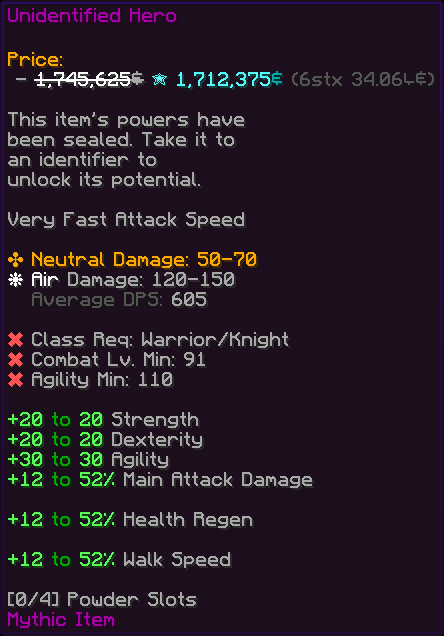 Unidentified Hero
Price:
- 1,745,625 ★ 1,712,375 (6stx 34.06)
This item's powers have
been sealed. Take it to
an identifier to
unlock its potential.
Very Fast Attack Speed
✣ Neutral Damage: 50-70
❋ Air Damage: 120-150
Average DPS: 605
✖ Class Req: Warrior/Knight
✖ Combat Lv. Min: 91
✖ Agility Min: 110
+20 to 20 Strength
+20 to 20 Dexterity
+30 to 30 Agility
+12 to 52% Main Attack Damage
+12 to 52% Health Regen
+12 to 52% Walk Speed
[0/4] Powder Slots
Mythic Item